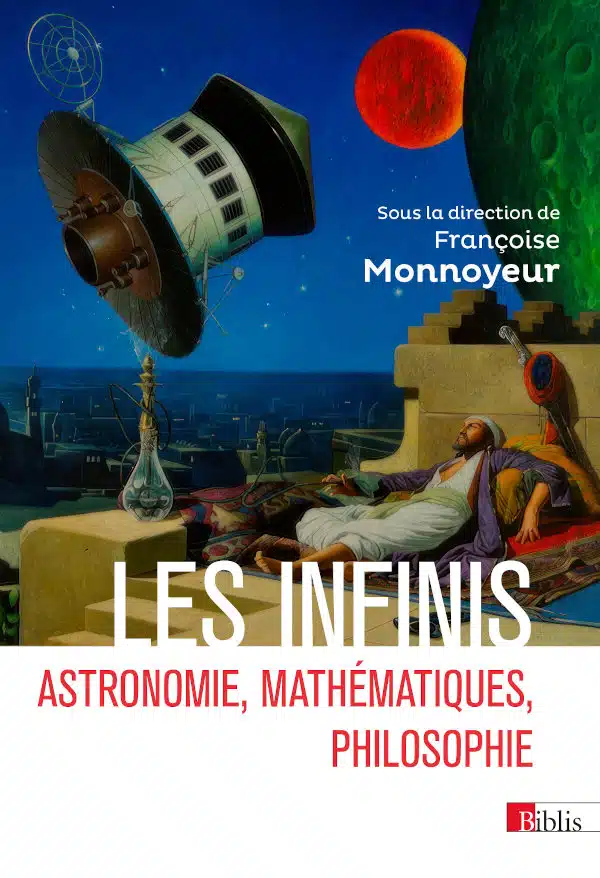 Sous la direction de
Françoise
Monnoyeur
LES INFINIS
ASTRONOMIE, MATHÉMATIQUES,
PHILOSOPHIE
Biblis